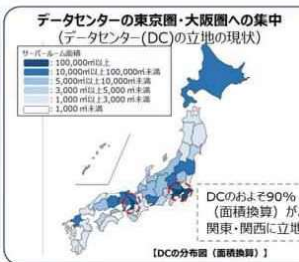 データセンターの東京圏・大阪圏への集中
(データセンター(DC)の立地の現状)
サーバールーム面積
: 100,000㎡以上
: 10,000㎡以上100,000㎡未満
: 5,000㎡以上10,000㎡未満
: 3,000㎡以上5,000㎡未満
: 1,000㎡以上3,000㎡未満
: 1,000㎡未満
DCのおよそ90%
(面積換算)が、
関東・関西に立地
【DCの分布図(面積換算)】